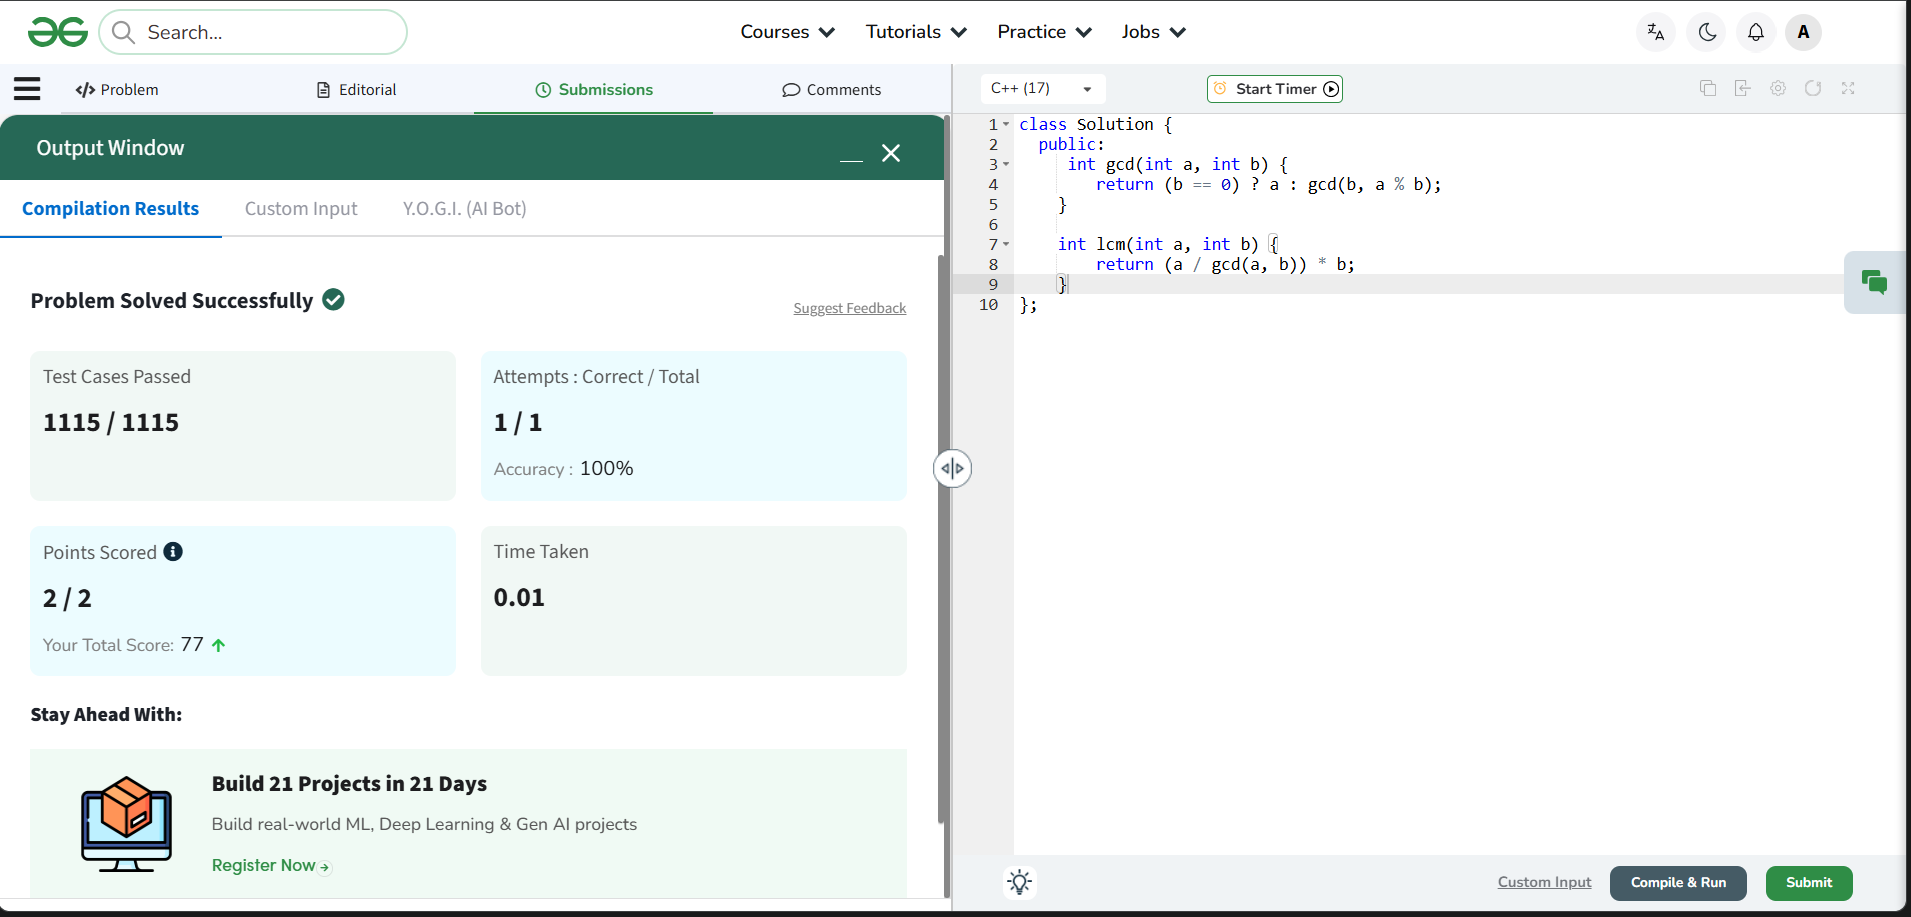 Search...
Courses
Tutorials
Practice
Jobs
A
Problem
Editorial
Submissions
Comments
Output Window
Compilation Results
Custom Input
Y.O.G.I. (AI Bot)
Problem Solved Successfully
Suggest Feedback
Test Cases Passed
1115 / 1115
Attempts : Correct / Total
1 / 1
Accuracy : 100%
Points Scored
2 / 2
Your Total Score: 77
Time Taken
0.01
Stay Ahead With:
Build 21 Projects in 21 Days
Build real-world ML, Deep Learning & Gen AI projects
Register Now
C++ (17)
Start Timer
1 class Solution {
2   public:
3      int gcd(int a, int b) {
4         return (b == 0) ? a : gcd(b, a % b);
5     }
6
7     int lcm(int a, int b) {
8         return (a / gcd(a, b)) * b;
9     }
10 };
Custom Input
Compile & Run
Submit